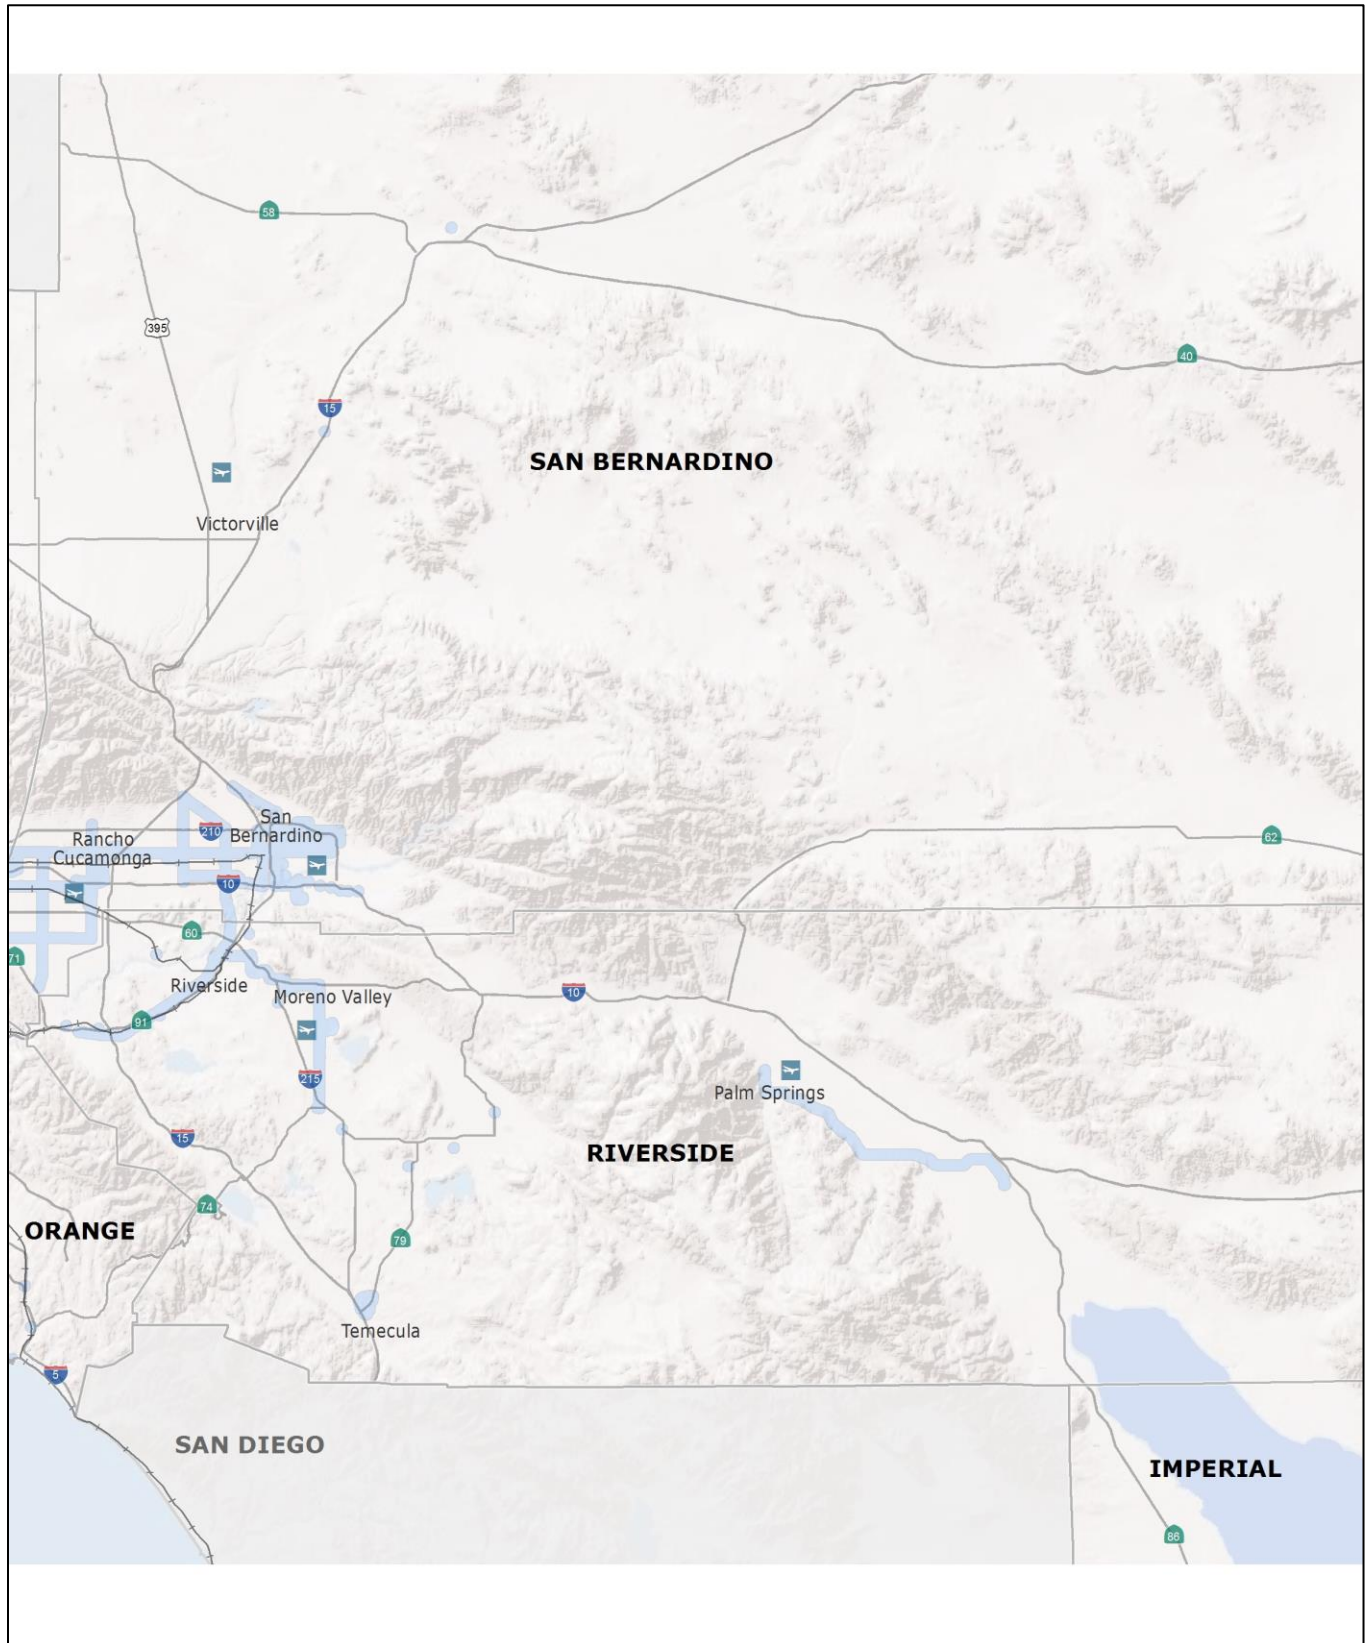 58
395
40
15
SAN BERNARDINO
Victorville
San
Bernardino
210
Rancho
Cucamonga
62
10
60
71
Riverside
Moreno Valley
10
91
215
Palm Springs
15
RIVERSIDE
74
ORANGE
79
Temecula
5
SAN DIEGO
IMPERIAL
86